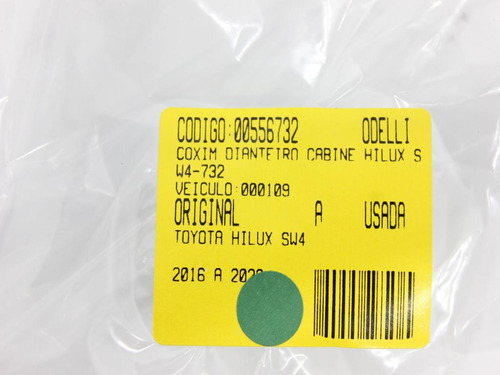 CODIGO:00556732 ODELLI
COXIM DIANTEIRO CABINE HILUX S
W4-732
VEICULO:000109
ORIGINAL A USADA
TOYOTA HILUX SW4
2016 A